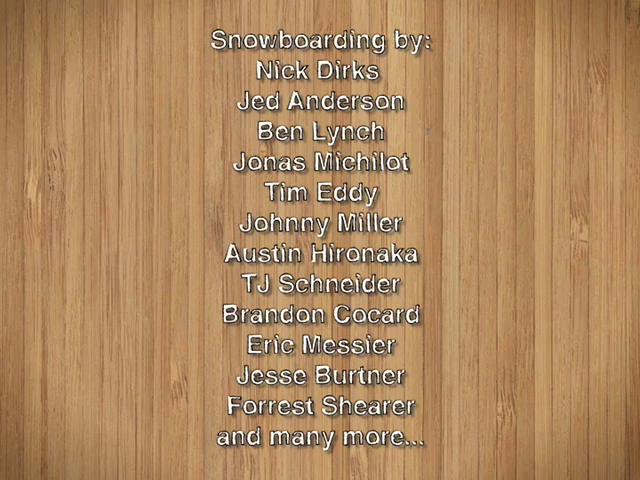 Snowboarding by:
Nick Dirks
Jed Anderson
Ben Lynch
Jonas Michilot
Tim Eddy
Johnny Miller
Austin Hironaka
TJ Schneider
Brandon Cocard
Eric Messier
Jesse Burtner
Forrest Shearer
and many more...